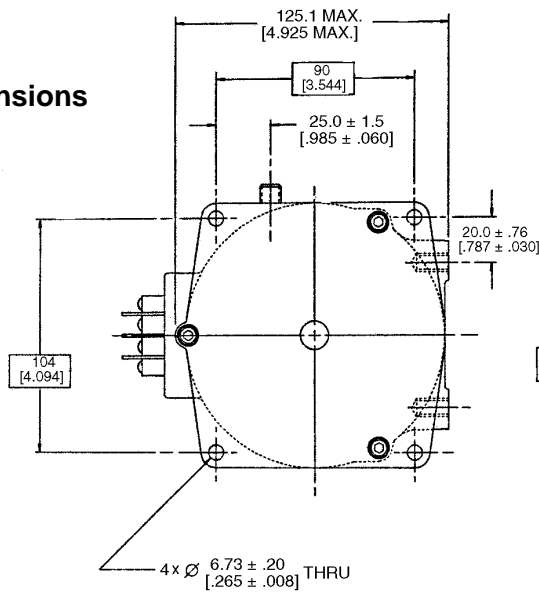 125.1 MAX.
[4.925 MAX.]
90
[3.544]
nsions
25.0 ± 1.5
[.985 ± .060]
20.0 ± .76
[.787 ± .030]
104
[4.094]
4x Ø 6.73 ± .20 THRU
[.265 ± .008]